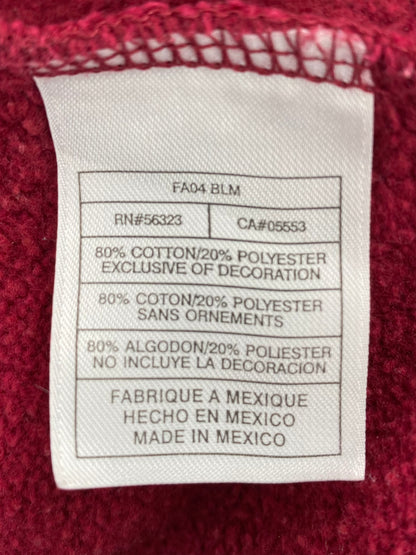 FA04 BLM
RN#56323 CA#05553
80% COTTON/20% POLYESTER
EXCLUSIVE OF DECORATION
80% COTON/20% POLYESTER
SANS ORNEMENTS
80% ALGODON/20% POLIESTER
NO INCLUYE LA DECORACION
FABRIQUE A MEXIQUE
HECHO EN MEXICO
MADE IN MEXICO